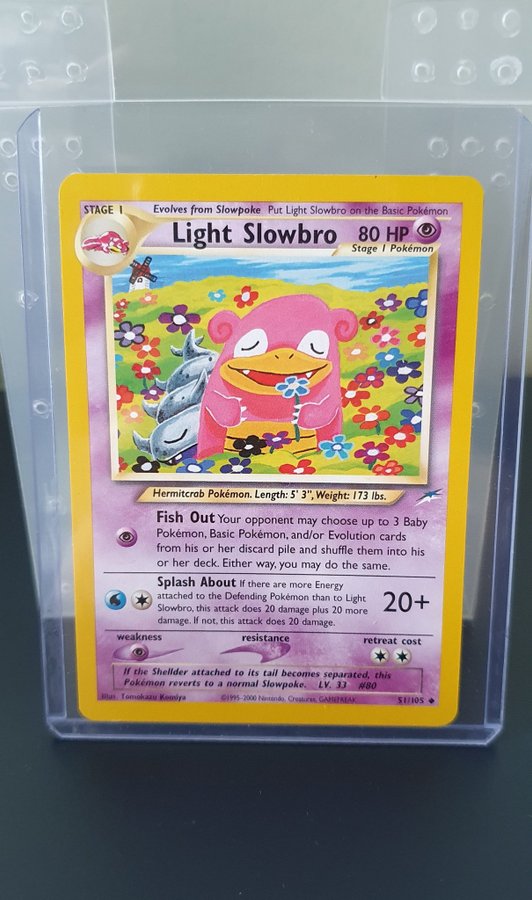 STAGE 1 Evolves from Slowpoke Put Light Slowbro on the Basic Pokémon
Light Slowbro 80 HP
Stage 1 Pokémon
Hermitcrab Pokémon. Length: 5' 3", Weight: 173 lbs.
Fish Out Your opponent may choose up to 3 Baby
Pokémon, Basic Pokémon, and/or Evolution cards
from his or her discard pile and shuffle them into his
or her deck. Either way, you may do the same.
Splash About If there are more Energy
attached to the Defending Pokémon than to Light
Slowbro, this attack does 20 damage plus 20 more
damage. If not, this attack does 20 damage.
20+
weakness resistance retreat cost
If the Shellder attached to its tail becomes separated, this
Pokémon reverts to a normal Slowpoke. LV. 33 #80
Illus. Tomokazu Komiya ©1995-2000 Nintendo, Creatures, GAMEFREAK. 51/105